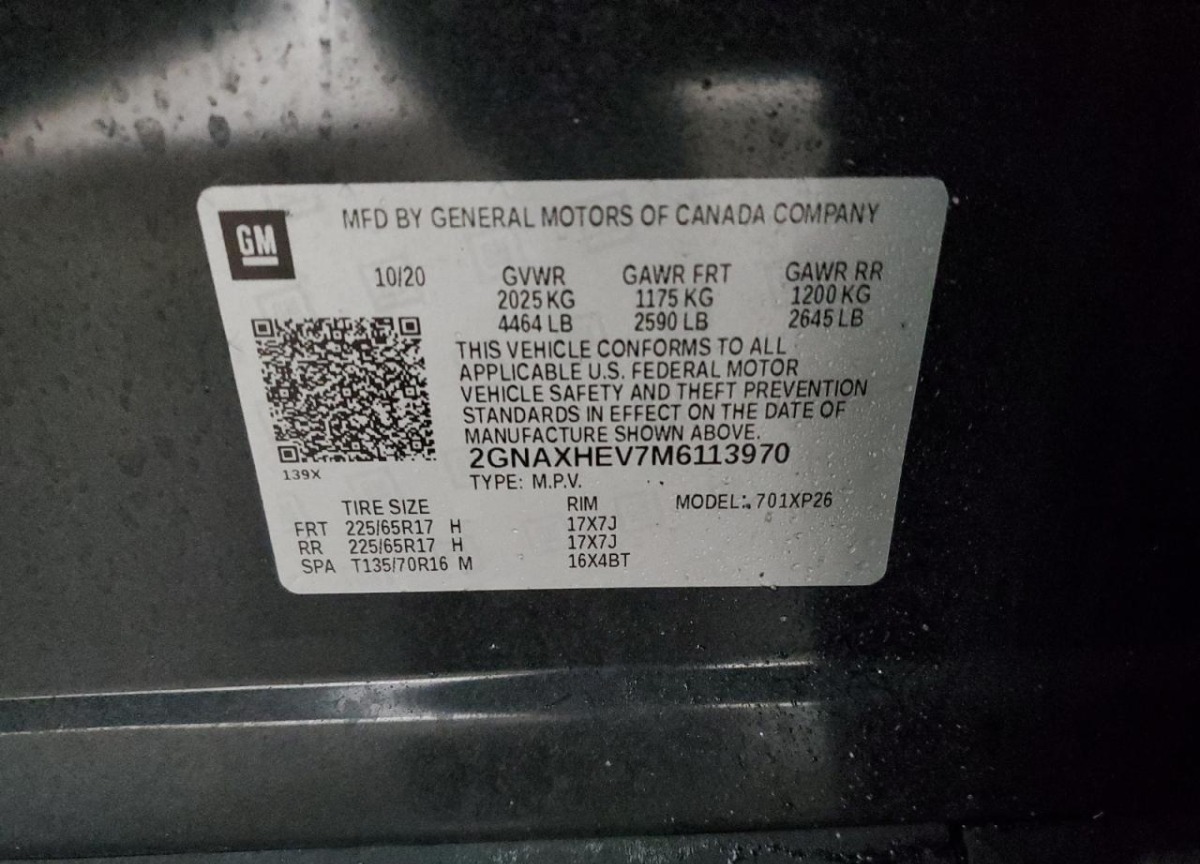 MFD BY GENERAL MOTORS OF CANADA COMPANY
GM
10/20 GVWR GAWR FRT GAWR RR
2025 KG 1175 KG 1200 KG
4464 LB 2590 LB 2645 LB
THIS VEHICLE CONFORMS TO ALL
APPLICABLE U.S. FEDERAL MOTOR
VEHICLE SAFETY AND THEFT PREVENTION
STANDARDS IN EFFECT ON THE DATE OF
MANUFACTURE SHOWN ABOVE.
2GNAXHEV7M6113970
139X
TYPE: M.P.V.
TIRE SIZE RIM MODEL: 701XP26
FRT 225/65R17 H 17X7J
RR 225/65R17 H 17X7J
SPA T135/70R16 M 16X4BT